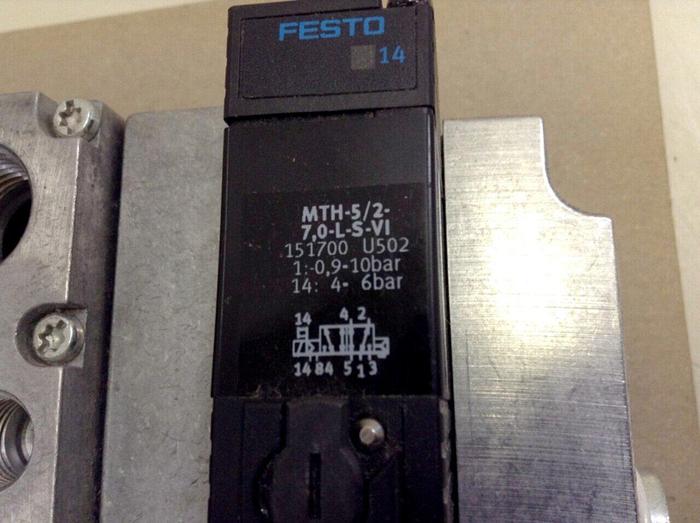 FESTO
14
MTH-5/2-
7,0-L-S-VI
151700 U502
1:-0,9-10bar
14: 4- 6bar
14 4 2
14 84 5 1 3